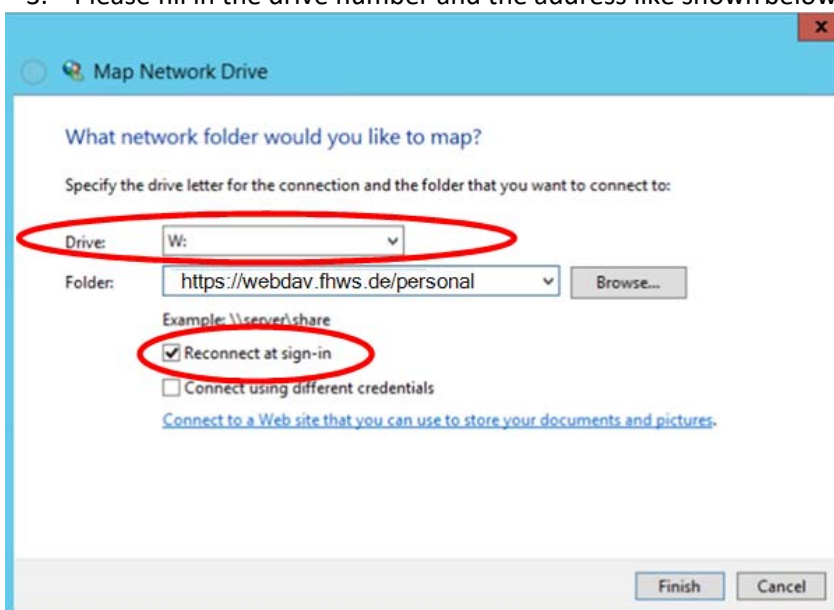 Please fill in the drive number and the address like shown below
x
Map Network Drive
What network folder would you like to map?
Specify the drive letter for the connection and the folder that you want to connect to:
Drive: W:
Folder: https://webdav.fhws.de/personal Browse...
Example: \\server\share
Reconnect at sign-in
Connect using different credentials
Connect to a Web site that you can use to store your documents and pictures.
Finish Cancel